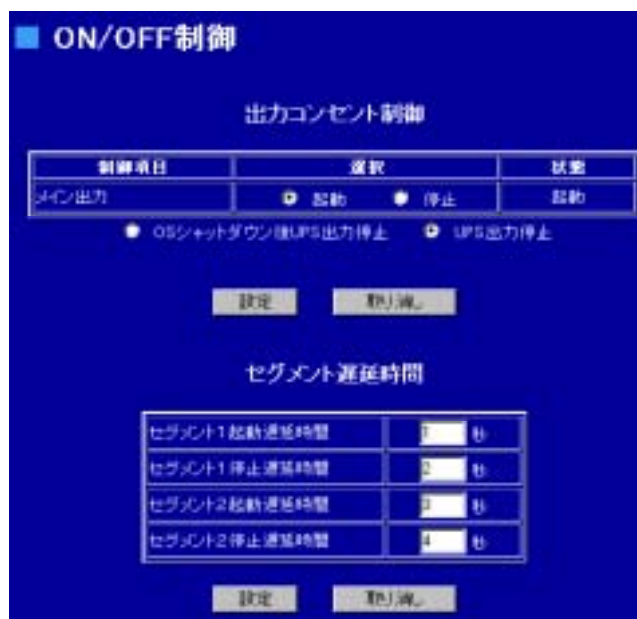 ON/OFF制御
出力コンセント制御
制御項目 選択 状態
メイン出力 起動 停止 起動
OSシャットダウン後UPS出力停止 UPS出力停止
設定 取り消し
セグメント遅延時間
セグメント1起動遅延時間 1 秒
セグメント1停止遅延時間 2 秒
セグメント2起動遅延時間 3 秒
セグメント2停止遅延時間 4 秒
設定 取り消し